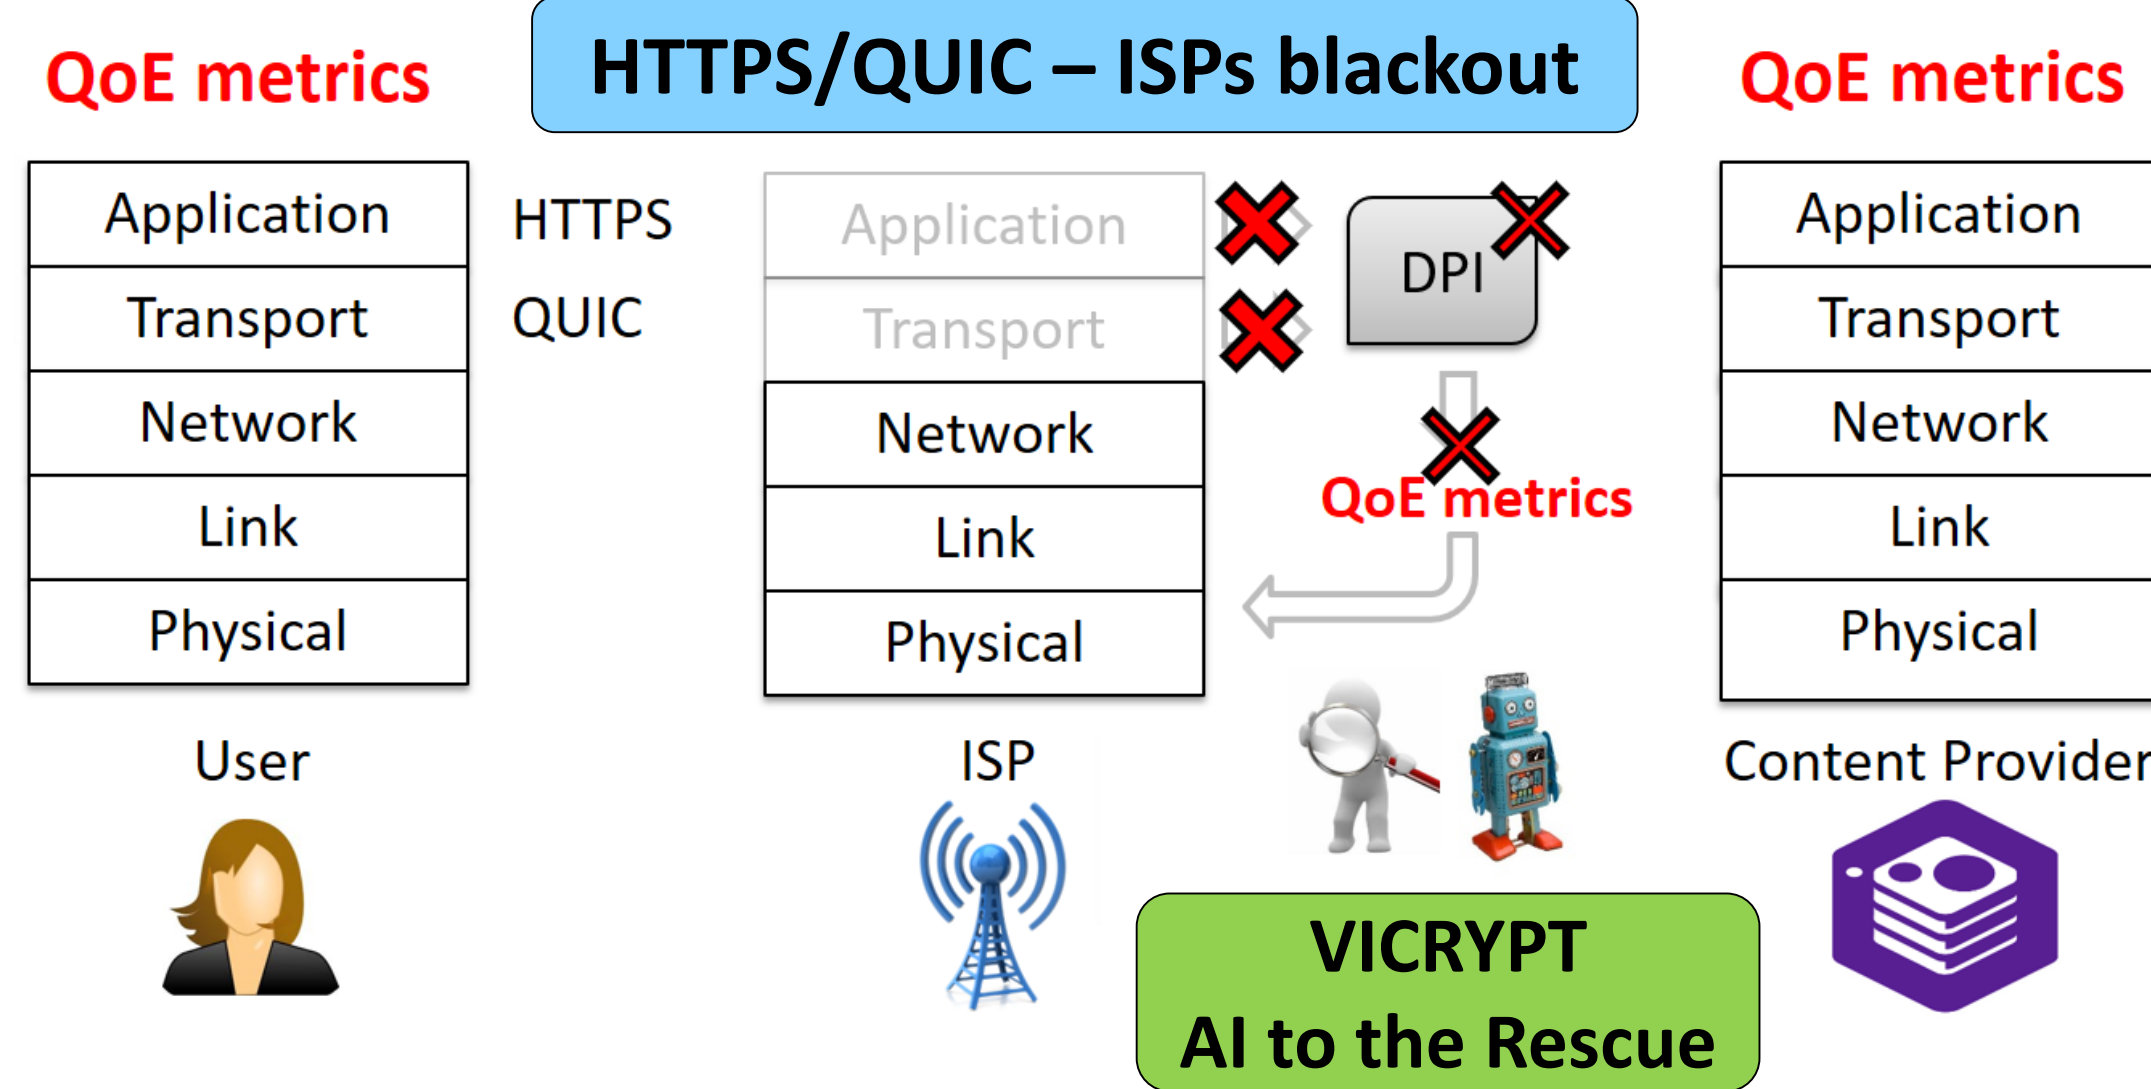 HTTPS/QUIC – ISPs blackout
QoE metrics
Application
Transport
Network
Link
Physical
User
HTTPS
QUIC
Application
Transport
Network
Link
Physical
ISP
DPI
QoE metrics
VICRYPT
AI to the Rescue
QoE metrics
Application
Transport
Network
Link
Physical
Content Provider